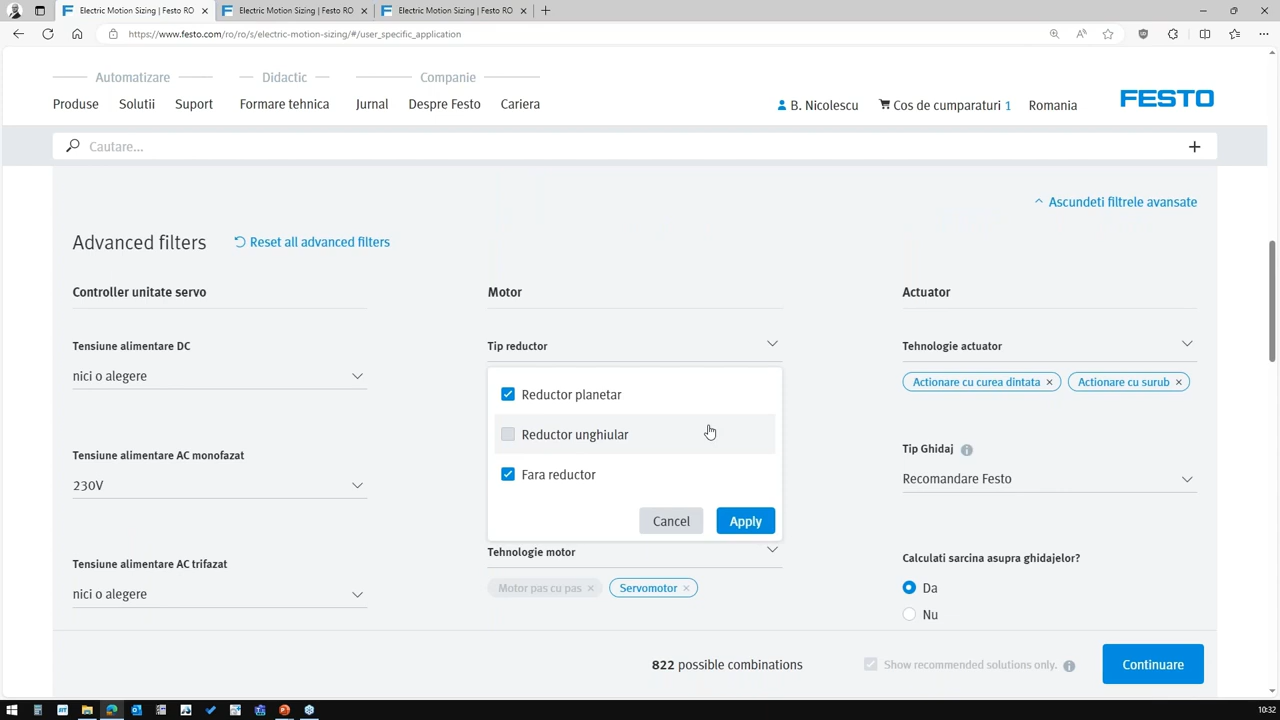 Electric Motion Sizing | Festo RO
Electric Motion Sizing | Festo RO
Electric Motion Sizing | Festo RO
https://www.festo.com/ro/ro/s/electric-motion-sizing/#/user_specific_application
Automatizare
Didactic
Companie
Produse
Solutii
Suport
Formare tehnica
Jurnal
Despre Festo
Cariera
B. Nicolescu
Cos de cumparaturi 1
Romania
FESTO
Cautare...
Ascundeti filtrele avansate
Advanced filters
Reset all advanced filters
Controller unitate servo
Tensiune alimentare DC
nici o alegere
Tensiune alimentare AC monofazat
230V
Tensiune alimentare AC trifazat
nici o alegere
Motor
Tip reductor
Reductor planetar
Reductor unghiular
Fara reductor
Cancel
Apply
Tehnologie motor
Motor pas cu pas
Servomotor
Actuator
Tehnologie actuator
Actionare cu curea dintata
Actionare cu surub
Tip Ghidaj
Recomandare Festo
Calculati sarcina asupra ghidajelor?
Da
Nu
822 possible combinations
Show recommended solutions only.
Continuare
10:32